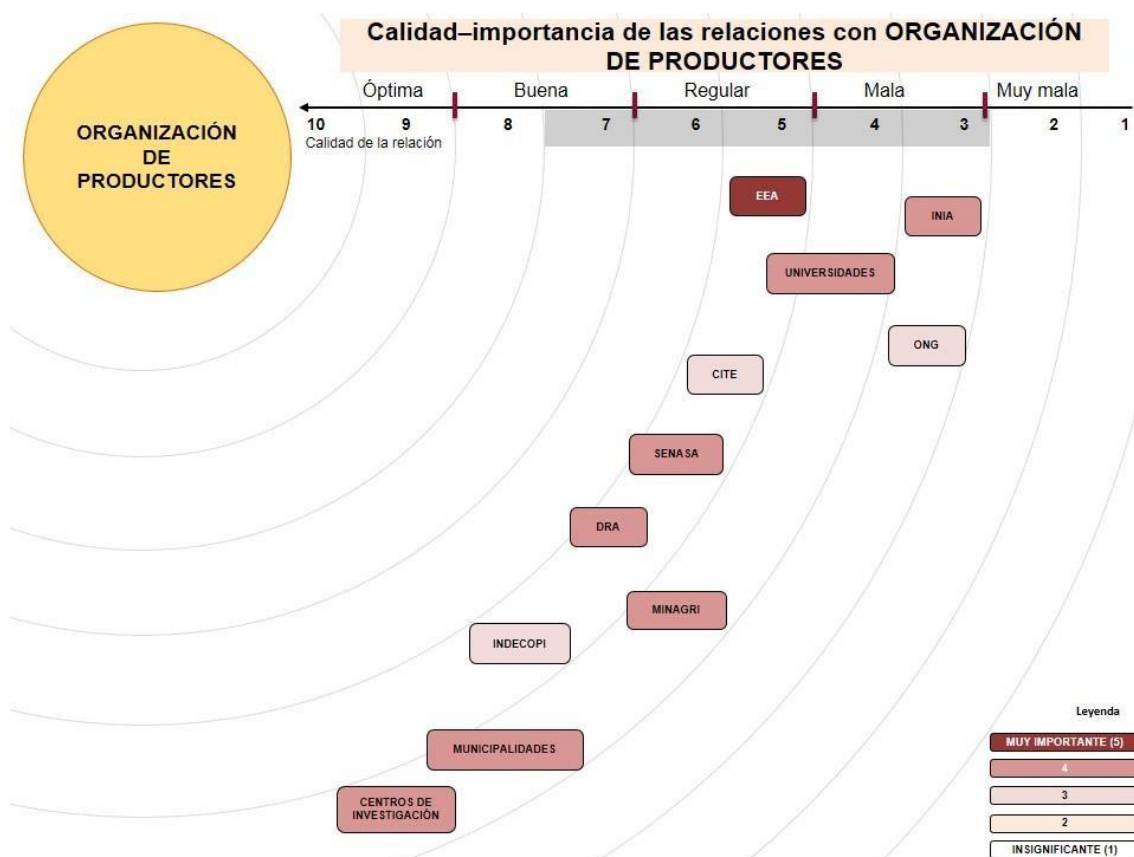 Calidad–importancia de las relaciones con ORGANIZACIÓN
DE PRODUCTORES
ORGANIZACIÓN
DE
PRODUCTORES
Óptima Buena Regular Mala Muy mala
10 9 8 7 6 5 4 3 2 1
Calidad de la relación
EEA
INIA
UNIVERSIDADES
ONG
CITE
SENASA
DRA
MINAGRI
INDECOPI
MUNICIPALIDADES
CENTROS DE
INVESTIGACIÓN
Leyenda
MUY IMPORTANTE (5)
4
3
2
INSIGNIFICANTE (1)